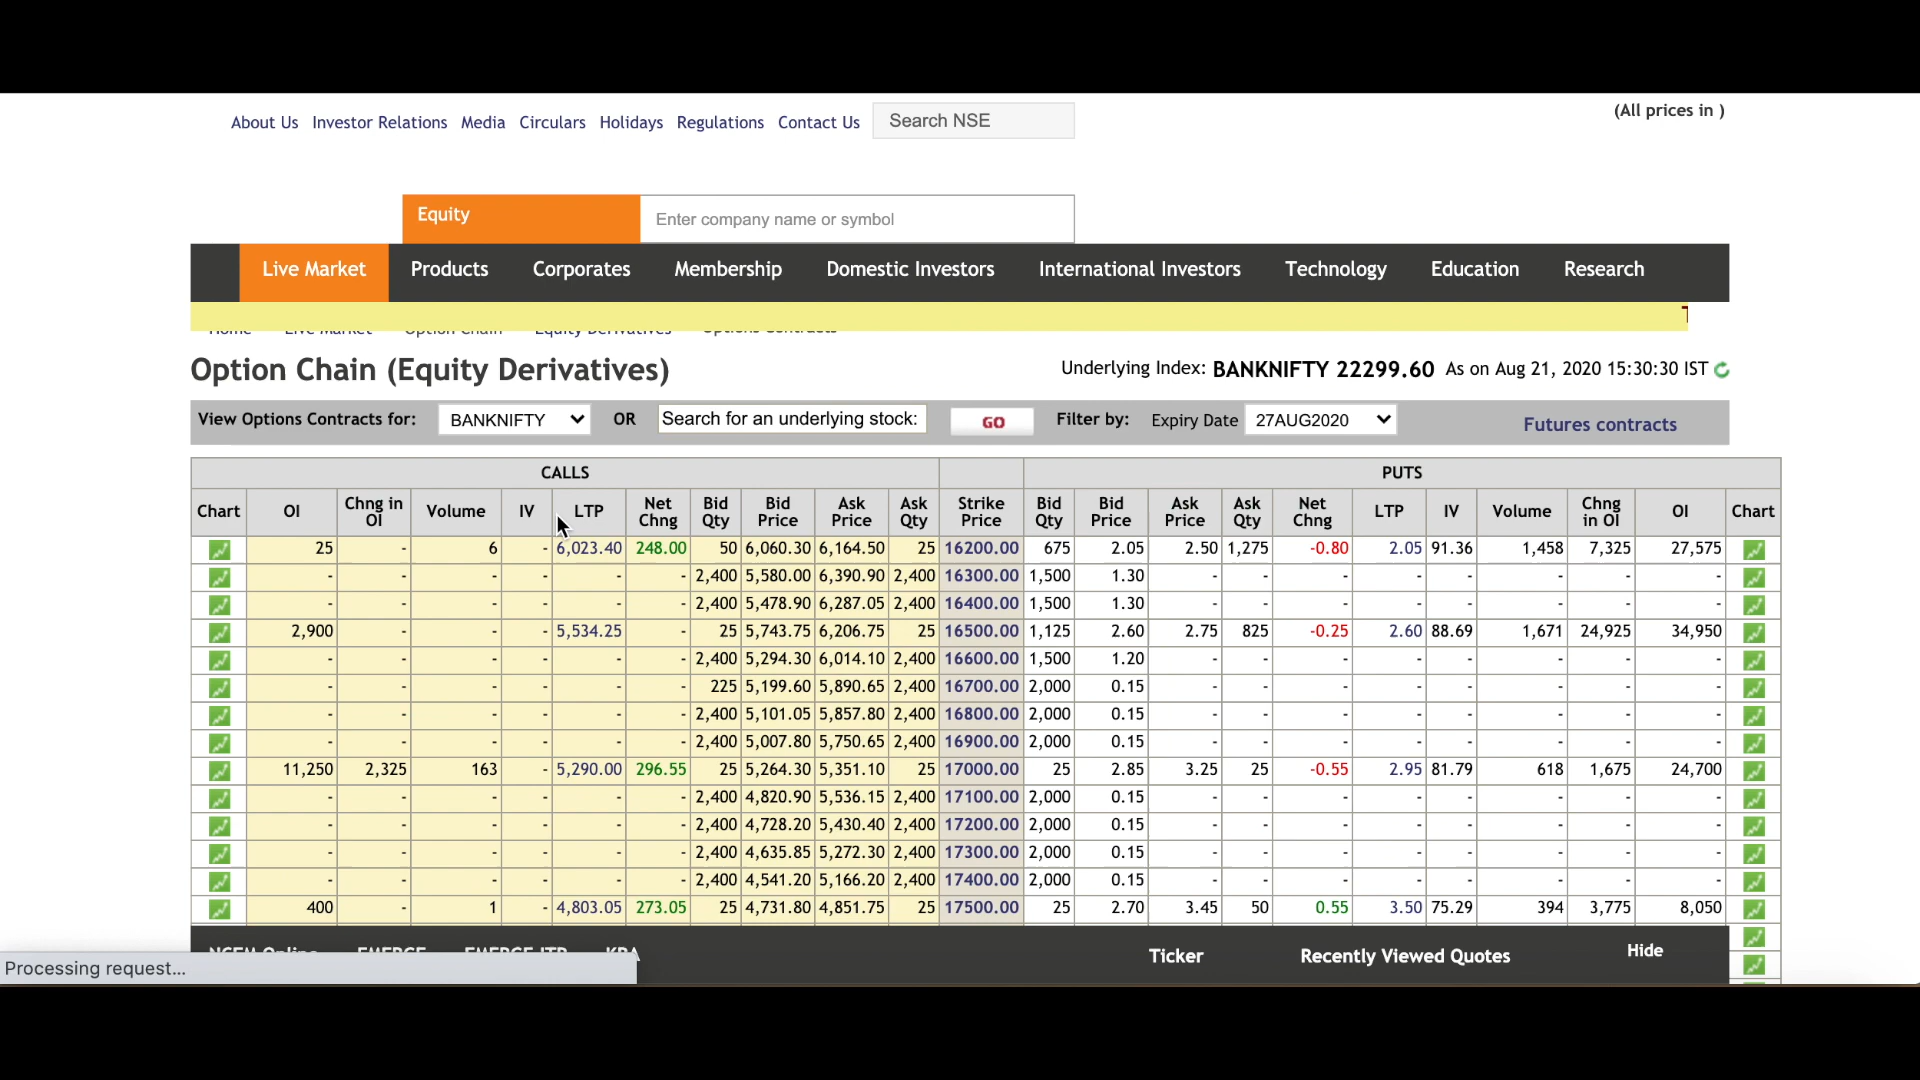 (All prices in )
About Us Investor Relations Media Circulars Holidays Regulations Contact Us Search NSE
Equity Enter company name or symbol
Live Market Products Corporates Membership Domestic Investors International Investors Technology Education Research
Home Live Market Option Chain Equity Derivatives Options Contracts
Option Chain (Equity Derivatives) Underlying Index: BANKNIFTY 22299.60 As on Aug 21, 2020 15:30:30 IST
View Options Contracts for: BANKNIFTY OR Search for an underlying stock: GO Filter by: Expiry Date 27AUG2020 Futures contracts
CALLS PUTS
Chart OI Chng in OI Volume IV LTP Net Chng Bid Qty Bid Price Ask Price Ask Qty Strike Price Bid Qty Bid Price Ask Price Ask Qty Net Chng LTP IV Volume Chng in OI OI Chart
25 - 6 - 6,023.40 248.00 50 6,060.30 6,164.50 25 16200.00 675 2.05 2.50 1,275 -0.80 2.05 91.36 1,458 7,325 27,575
- - - - - - 2,400 5,580.00 6,390.90 2,400 16300.00 1,500 1.30 - - - - - - - -
- - - - - - 2,400 5,478.90 6,287.05 2,400 16400.00 1,500 1.30 - - - - - - - -
2,900 - - - 5,534.25 - 25 5,743.75 6,206.75 25 16500.00 1,125 2.60 2.75 825 -0.25 2.60 88.69 1,671 24,925 34,950
- - - - - - 2,400 5,294.30 6,014.10 2,400 16600.00 1,500 1.20 - - - - - - - -
- - - - - - 225 5,199.60 5,890.65 2,400 16700.00 2,000 0.15 - - - - - - - -
- - - - - - 2,400 5,101.05 5,857.80 2,400 16800.00 2,000 0.15 - - - - - - - -
- - - - - - 2,400 5,007.80 5,750.65 2,400 16900.00 2,000 0.15 - - - - - - - -
11,250 2,325 163 - 5,290.00 296.55 25 5,264.30 5,351.10 25 17000.00 25 2.85 3.25 25 -0.55 2.95 81.79 618 1,675 24,700
- - - - - - 2,400 4,820.90 5,536.15 2,400 17100.00 2,000 0.15 - - - - - - - -
- - - - - - 2,400 4,728.20 5,430.40 2,400 17200.00 2,000 0.15 - - - - - - - -
- - - - - - 2,400 4,635.85 5,272.30 2,400 17300.00 2,000 0.15 - - - - - - - -
- - - - - - 2,400 4,541.20 5,166.20 2,400 17400.00 2,000 0.15 - - - - - - - -
400 - 1 - 4,803.05 273.05 25 4,731.80 4,851.75 25 17500.00 25 2.70 3.45 50 0.55 3.50 75.29 394 3,775 8,050
EMERGE EMERGE ITP Ticker Recently Viewed Quotes Hide
Processing request...